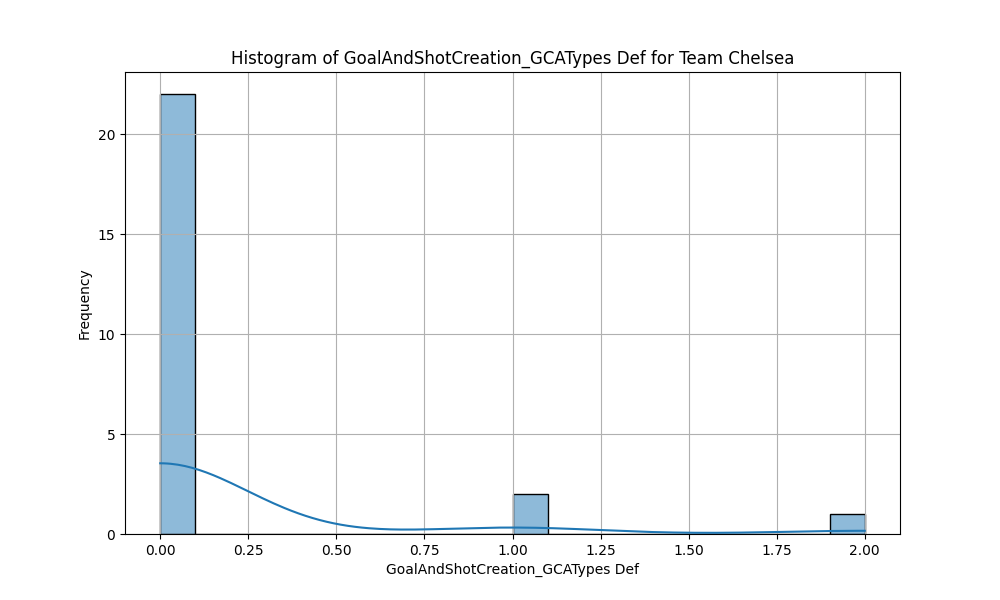 Histogram of GoalAndShotCreation_GCATypes Def for Team Chelsea
Frequency
20
15
10
5
0
0.00 0.25 0.50 0.75 1.00 1.25 1.50 1.75 2.00
GoalAndShotCreation_GCATypes Def